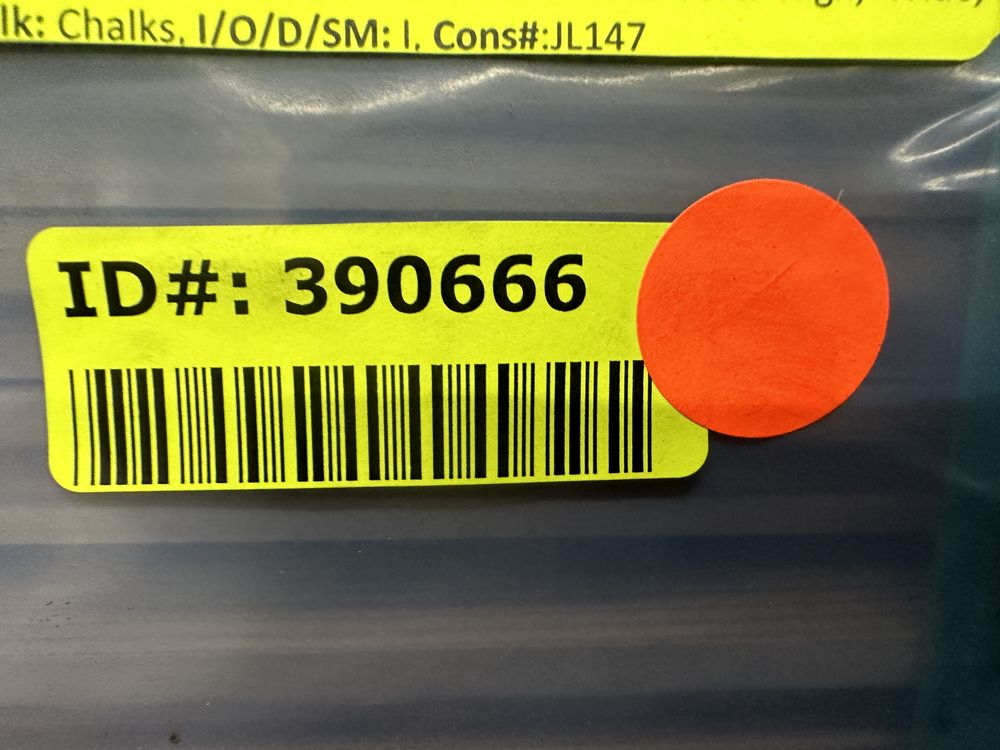 lk: Chalks, I/O/D/SM: I, Cons#:JL147
ID#: 390666